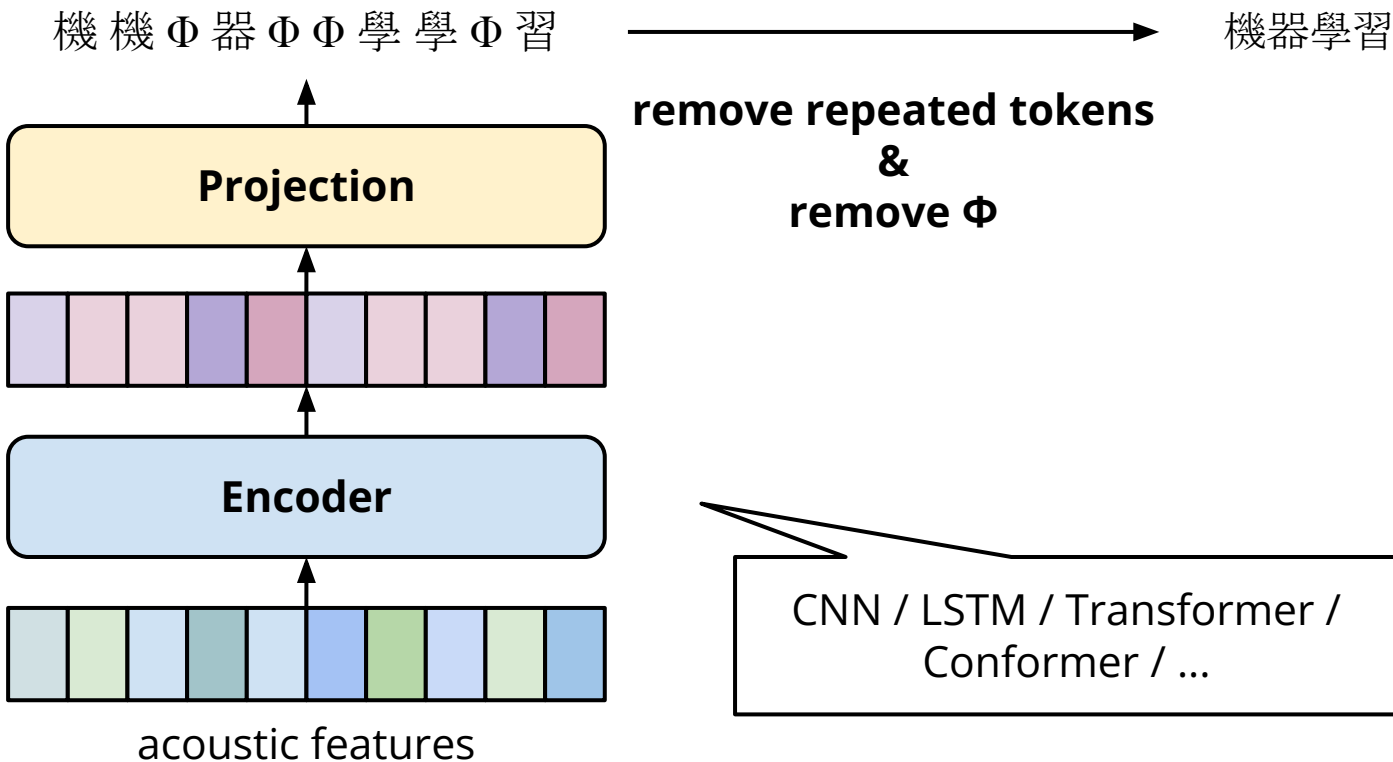 機 機 Φ 器 Φ Φ 學 學 Φ 習
機器學習
remove repeated tokens
&
remove Φ
Projection
Encoder
CNN / LSTM / Transformer /
Conformer / ...
acoustic features